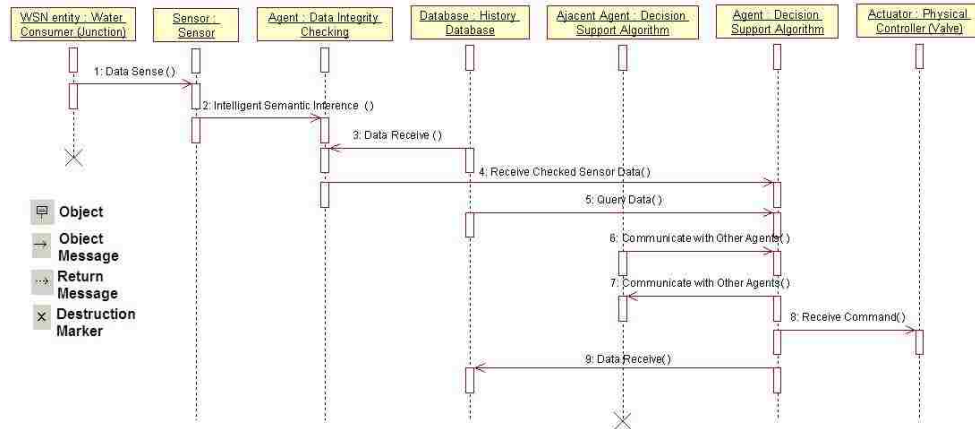 WSN entity : Water
Consumer (Junction)
Sensor :
Sensor
Agent : Data Integrity
Checking
Database : History
Database
Ajacent Agent : Decision
Support Algorithm
Agent : Decision
Support Algorithm
Actuator : Physical
Controller (Valve)
1: Data Sense ( )
2: Intelligent Semantic Inference ( )
3: Data Receive ( )
4: Receive Checked Sensor Data( )
5: Query Data( )
6: Communicate with Other Agents( )
7: Communicate with Other Agents( )
8: Receive Command( )
9: Data Receive( )
Object
Object
Message
Return
Message
Destruction
Marker